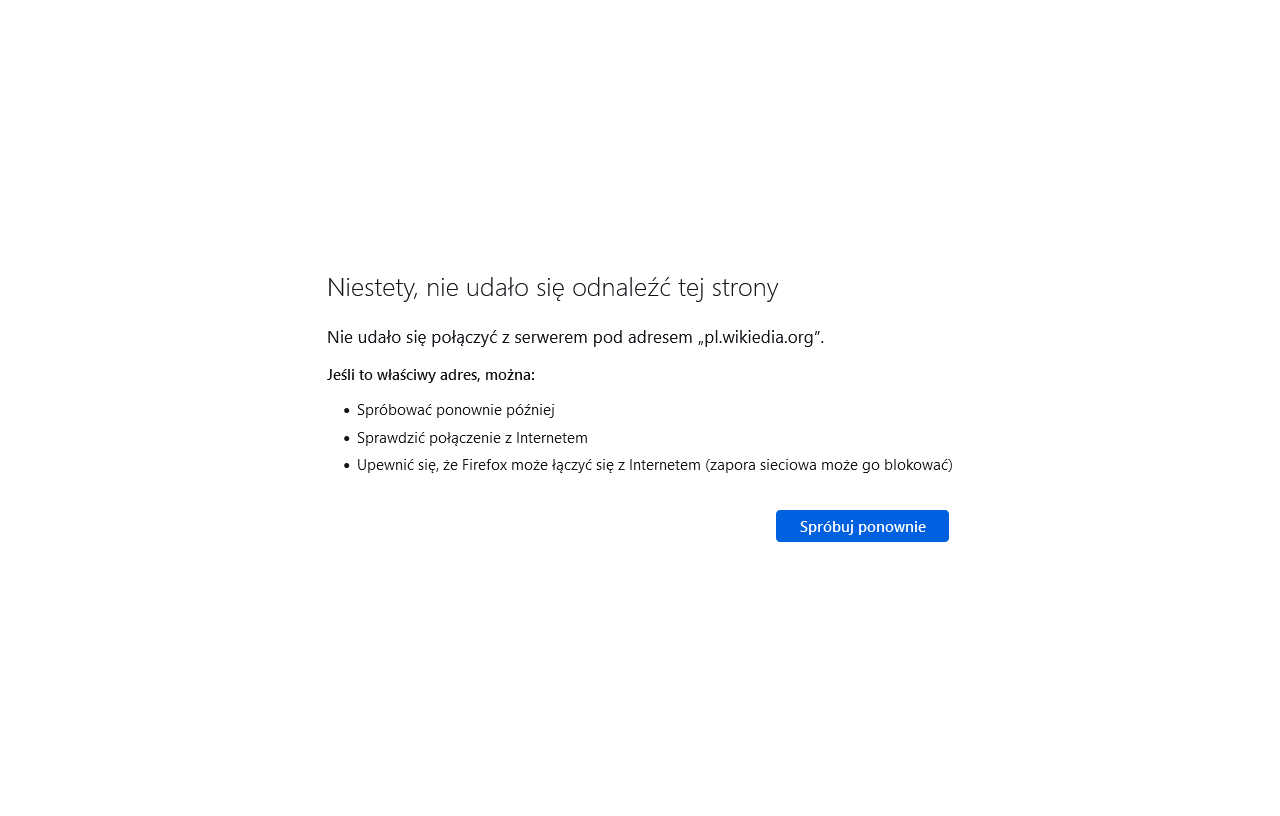 Niestety, nie udało się odnaleźć tej strony
Nie udało się połączyć z serwerem pod adresem „pl.wikiedia.org”.
Jeśli to właściwy adres, można:
• Spróbować ponownie później
• Sprawdzić połączenie z Internetem
• Upewnić się, że Firefox może łączyć się z Internetem (zapora sieciowa może go blokować)
Spróbuj ponownie